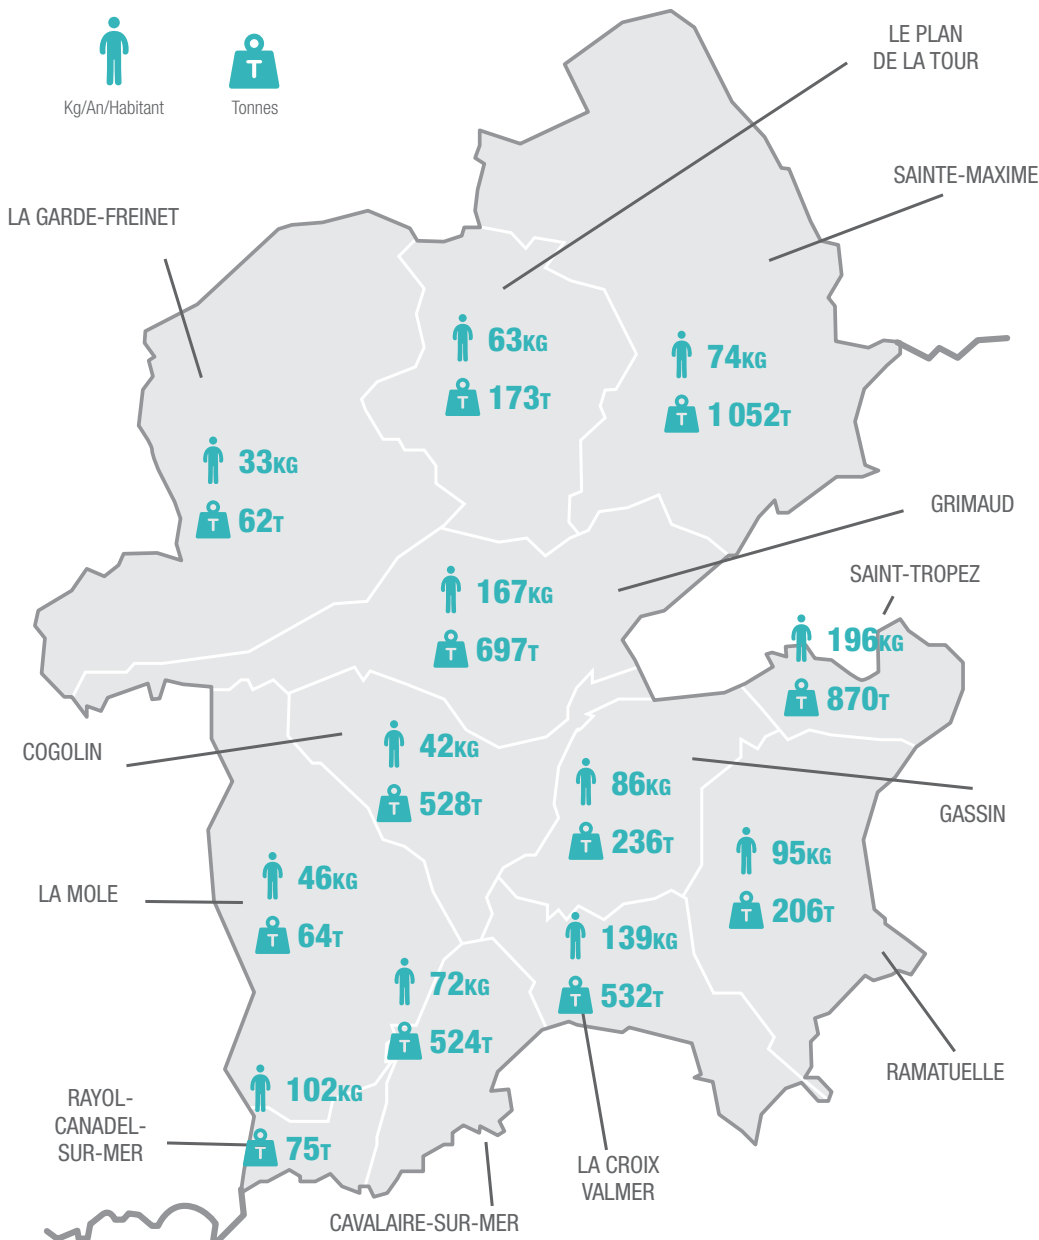 T
Kg/An/Habitant
Tonnes
LE PLAN
DE LA TOUR
SAINTE-MAXIME
LA GARDE-FREINET
63KG
T 173T
74KG
T 1 052T
33KG
T 62T
GRIMAUD
SAINT-TROPEZ
167KG
T 697T
196KG
T 870T
COGOLIN
42KG
T 528T
86KG
T 236T
GASSIN
95KG
T 206T
LA MOLE
46KG
T 64T
139KG
T 532T
72KG
T 524T
RAMATUELLE
RAYOL-
CANADEL-
SUR-MER
102KG
T 75T
LA CROIX
VALMER
CAVALAIRE-SUR-MER